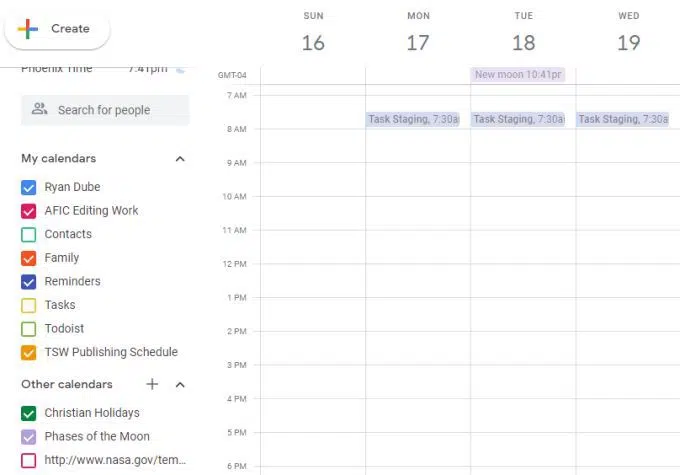 Create
SUN MON TUE WED
16 17 18 19
Phoenix Time 7:41pm
GMT-04
New moon 10:41pr
7 AM
Search for people
Task Staging, 7:30a Task Staging, 7:30a Task Staging, 7:30a
8 AM
My calendars
9 AM
Ryan Dube
10 AM
AFIC Editing Work
Contacts
11 AM
Family
12 PM
Reminders
1 PM
Tasks
Todoist
2 PM
TSW Publishing Schedule
3 PM
Other calendars
4 PM
Christian Holidays
5 PM
Phases of the Moon
http://www.nasa.gov/tem...
6 PM